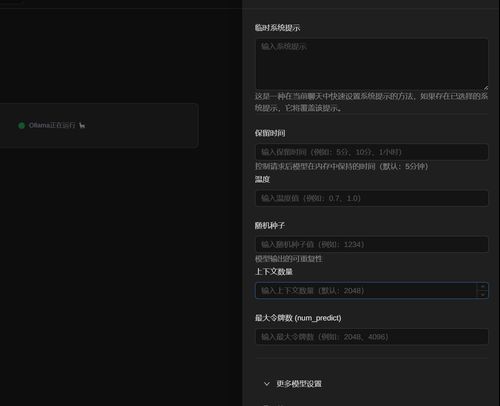 临时系统提示
输入系统提示
这是一种在当前聊天中快速设置系统提示的方法，如果存在已选择的系
统提示，它将覆盖该提示。
Ollama正在运行 🦙
保留时间
输入保留时间（例如：5分、10分、1小时）
控制请求后模型在内存中保持的时间（默认：5分钟）
温度
输入温度值（例如：0.7、1.0）
随机种子
输入随机种子值（例如：1234）
模型输出的可重复性
上下文数量
输入上下文数量（默认：2048）
最大令牌数 (num_predict)
输入最大令牌数（例如：2048、4096）
更多模型设置